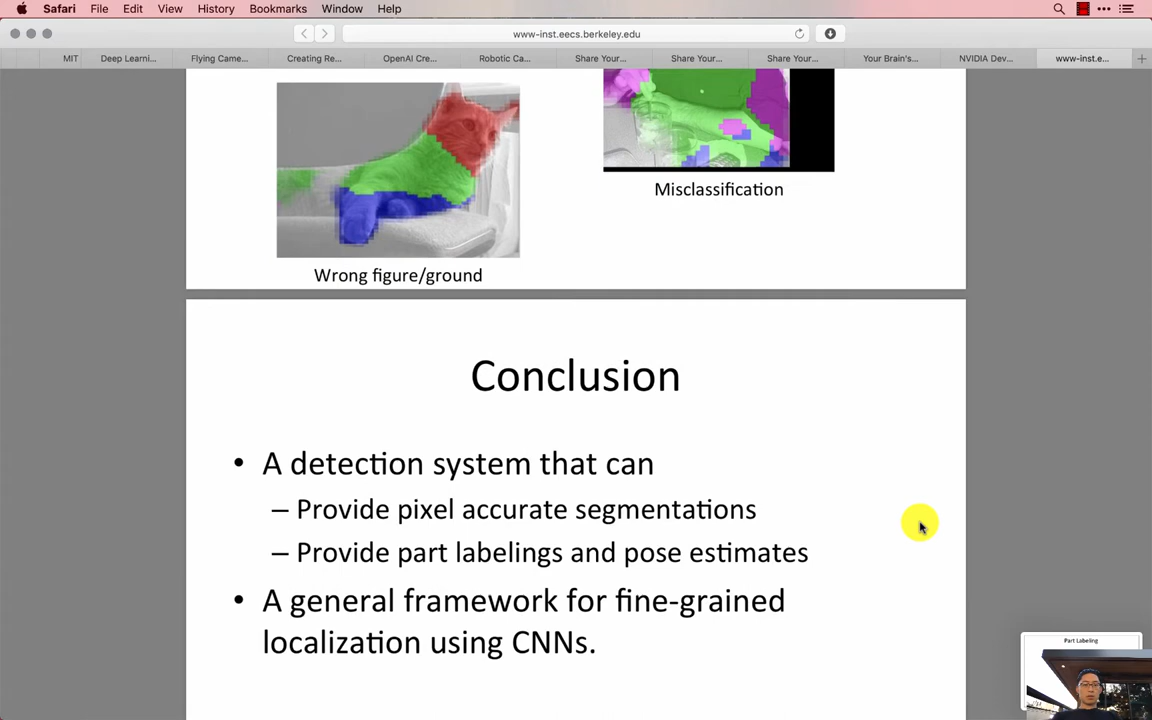 Safari File Edit View History Bookmarks Window Help
www-inst.eecs.berkeley.edu
MIT Deep Learni... Flying Came... Creating Re... OpenAI Cre... Robotic Ca... Share Your... Share Your... Share Your... Your Brain's... NVIDIA Dev... www-inst.e...
Misclassification
Wrong figure/ground
Conclusion
• A detection system that can
– Provide pixel accurate segmentations
– Provide part labelings and pose estimates
• A general framework for fine-grained
localization using CNNs.
Part Labeling